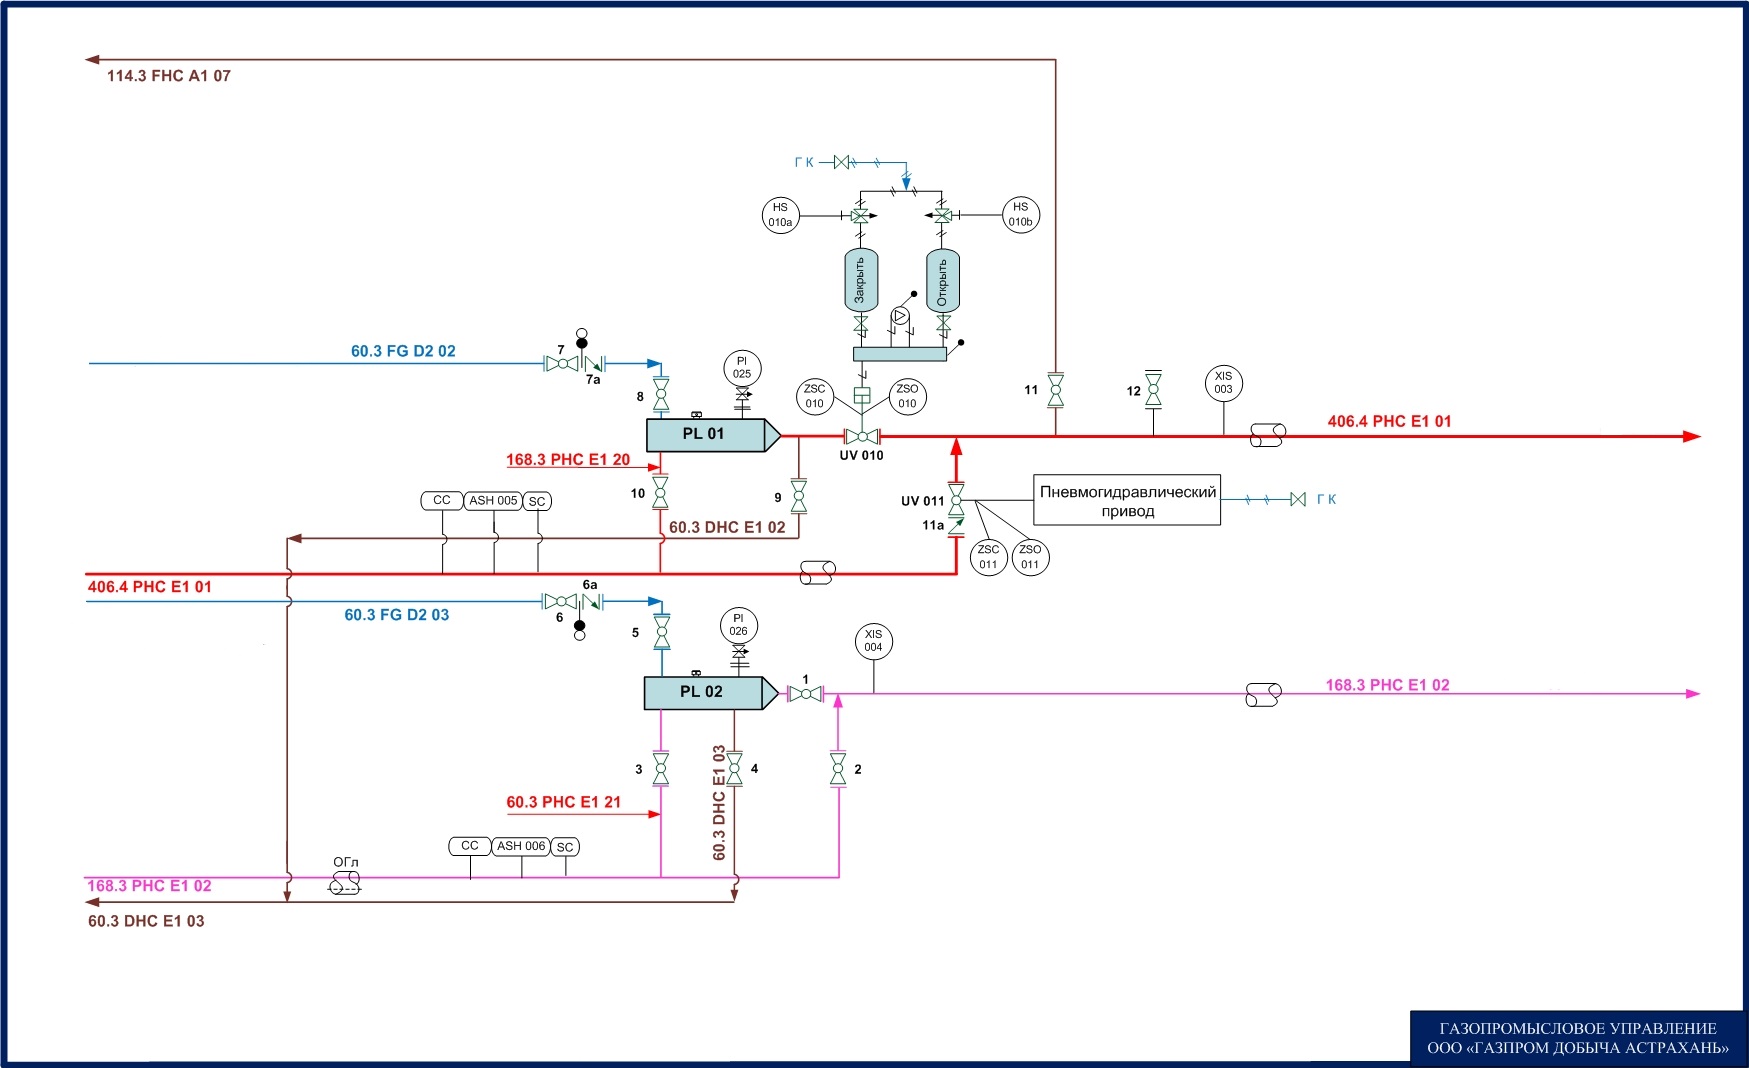 114.3 FHC A1 07
Г К
HS
010a
HS
010b
Закрыть
Открыть
60.3 FG D2 02
7
7a
8
PI
025
ZSC
010
ZSO
010
11
12
XIS
003
PL 01
UV 010
406.4 PHC E1 01
168.3 PHC E1 20
10
9
CC
ASH 005
SC
60.3 DHC E1 02
UV 011
11a
Пневмогидравлический
привод
Г К
ZSC
011
ZSO
011
406.4 PHC E1 01
60.3 FG D2 03
6a
6
5
PI
026
XIS
004
PL 02
1
168.3 PHC E1 02
3
4
2
60.3 DHC E1 03
60.3 PHC E1 21
CC
ASH 006
SC
ОГл
168.3 PHC E1 02
60.3 DHC E1 03
ГАЗОПРОМЫСЛОВОЕ УПРАВЛЕНИЕ
ООО «ГАЗПРОМ ДОБЫЧА АСТРАХАНЬ»